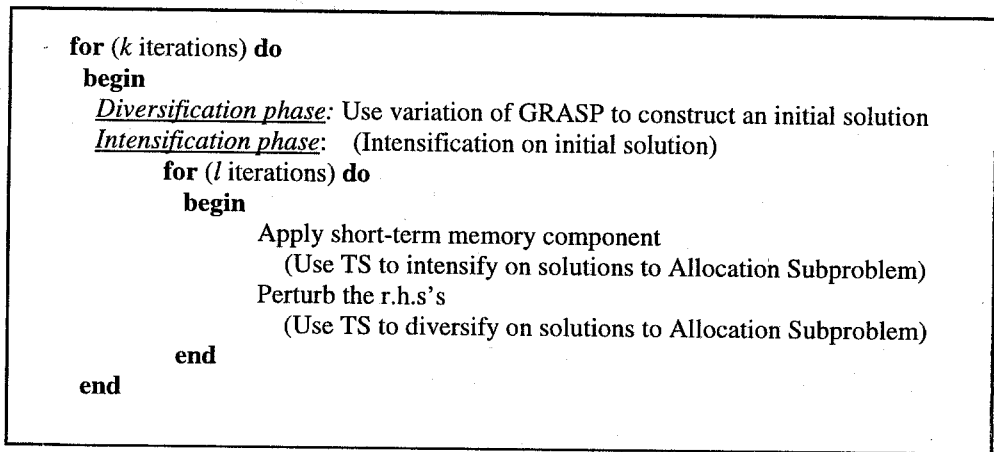 for (k iterations) do
begin
Diversification phase: Use variation of GRASP to construct an initial solution
Intensification phase: (Intensification on initial solution)
for (l iterations) do
begin
Apply short-term memory component
(Use TS to intensify on solutions to Allocation Subproblem)
Perturb the r.h.s's
(Use TS to diversify on solutions to Allocation Subproblem)
end
end